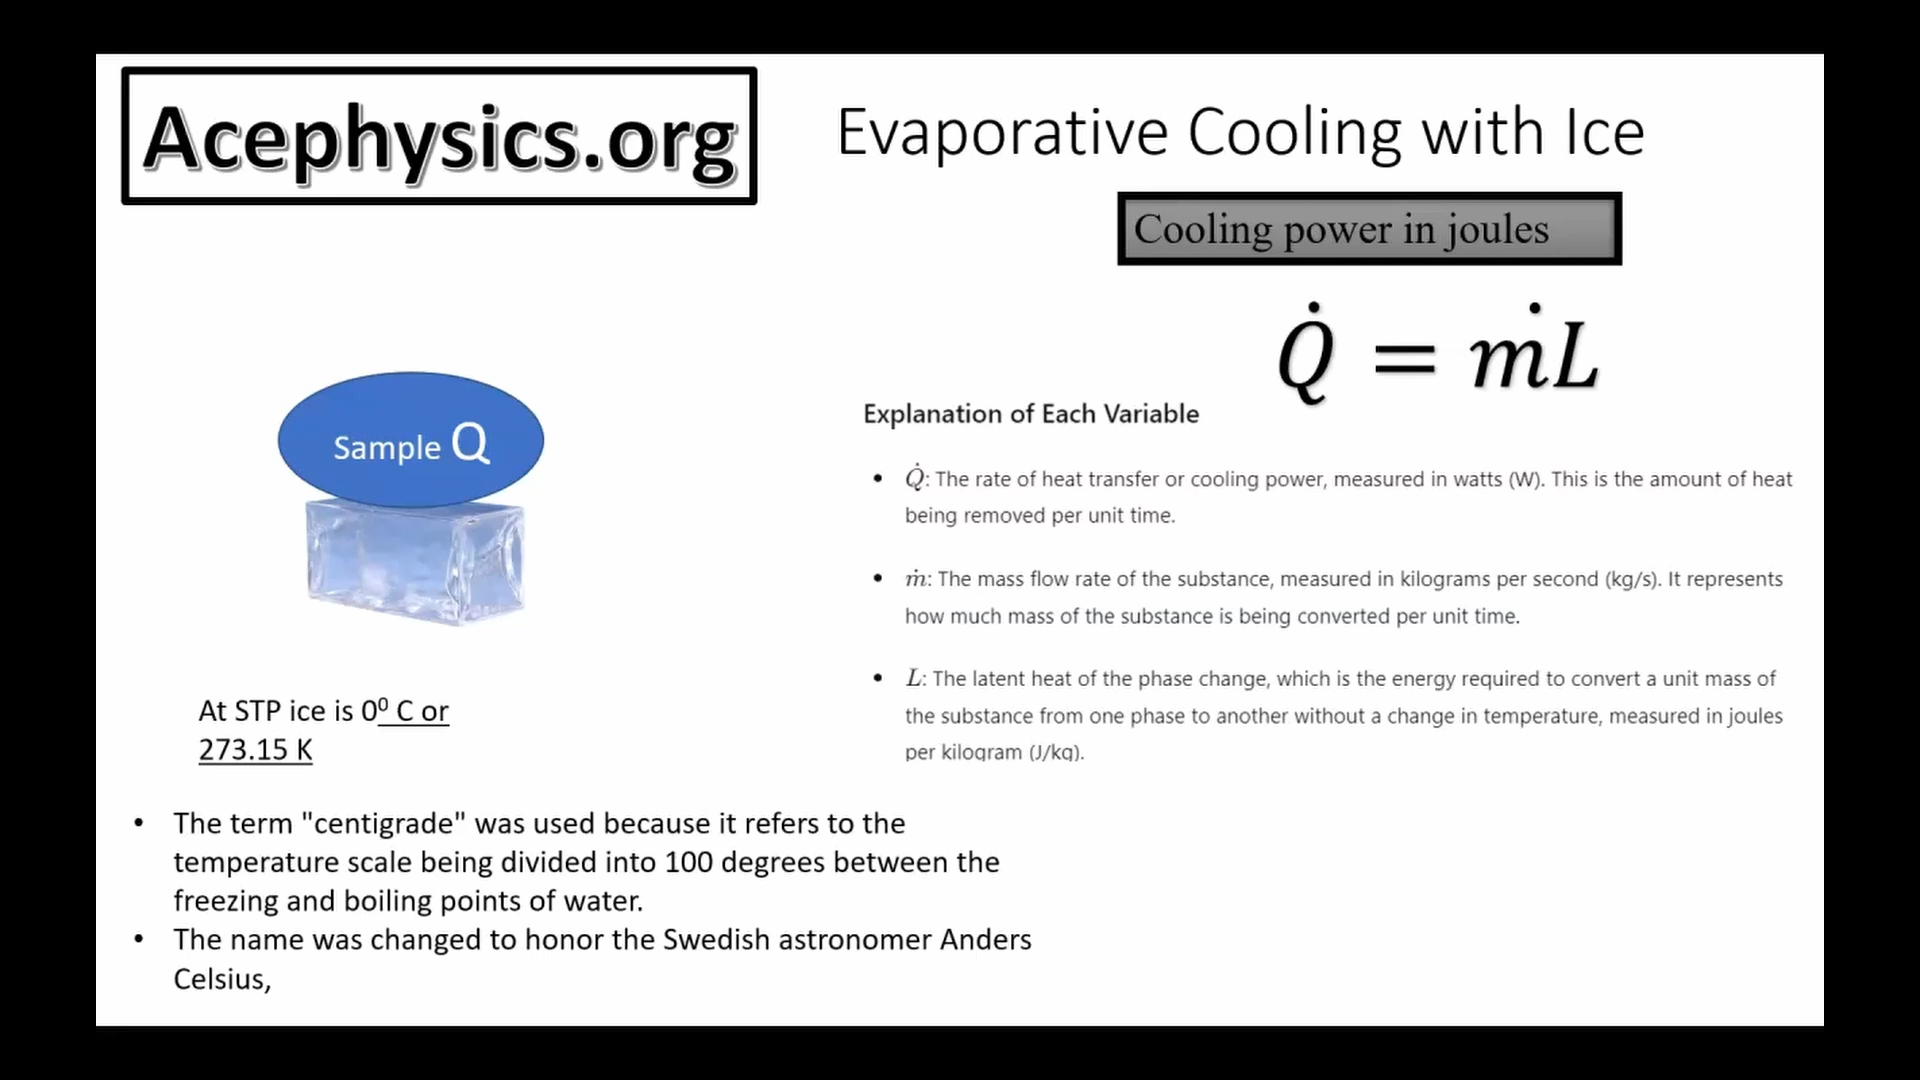 Acephysics.org
Evaporative Cooling with Ice
Cooling power in joules
Q̇ = ṁL
Explanation of Each Variable
• Q̇: The rate of heat transfer or cooling power, measured in watts (W). This is the amount of heat
being removed per unit time.
• ṁ: The mass flow rate of the substance, measured in kilograms per second (kg/s). It represents
how much mass of the substance is being converted per unit time.
• L: The latent heat of the phase change, which is the energy required to convert a unit mass of
the substance from one phase to another without a change in temperature, measured in joules
per kilogram (J/kg).
Sample Q
At STP ice is 0⁰ C or
273.15 K
• The term "centigrade" was used because it refers to the
temperature scale being divided into 100 degrees between the
freezing and boiling points of water.
• The name was changed to honor the Swedish astronomer Anders
Celsius,